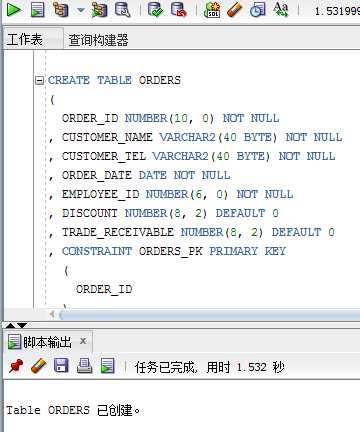 1.531999
工作表 查询构建器
CREATE TABLE ORDERS
(
ORDER_ID NUMBER(10, 0) NOT NULL
, CUSTOMER_NAME VARCHAR2(40 BYTE) NOT NULL
, CUSTOMER_TEL VARCHAR2(40 BYTE) NOT NULL
, ORDER_DATE DATE NOT NULL
, EMPLOYEE_ID NUMBER(6, 0) NOT NULL
, DISCOUNT NUMBER(8, 2) DEFAULT 0
, TRADE_RECEIVABLE NUMBER(8, 2) DEFAULT 0
, CONSTRAINT ORDERS_PK PRIMARY KEY
(
ORDER_ID
脚本输出 x
任务已完成, 用时 1.532 秒
Table ORDERS 已创建。